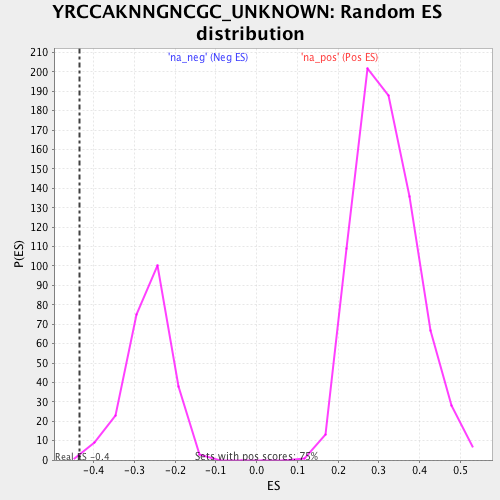 YRCCAKNNGNCGC_UNKNOWN: Random ES
distribution
'na_neg' (Neg ES)
'na_pos' (Pos ES)
P(ES)
210
200
190
180
170
160
150
140
130
120
110
100
90
80
70
60
50
40
30
20
10
0
Real ES -0.4
Sets with pos scores: 75%
-0.4 -0.3 -0.2 -0.1 0.0 0.1 0.2 0.3 0.4 0.5
ES